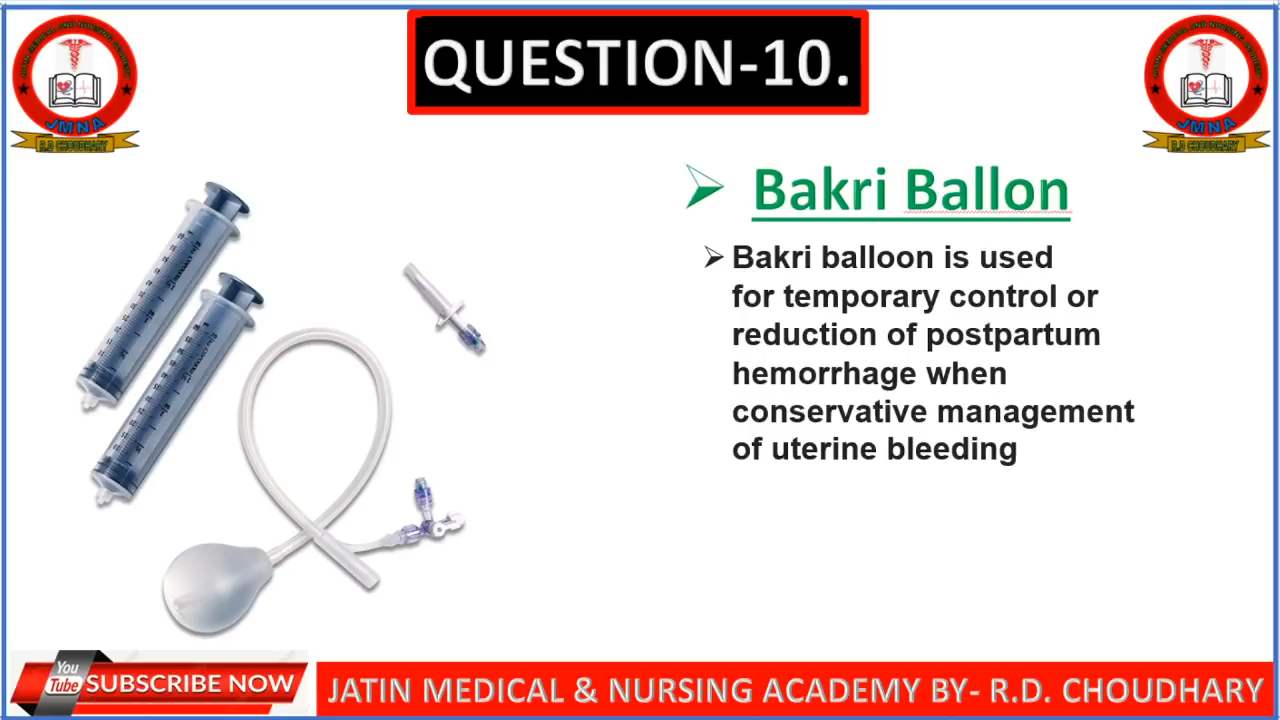 QUESTION-10.
JMNA
R.D CHOUDHARY
JMNA
R.D CHOUDHARY
➢ Bakri Ballon
➢ Bakri balloon is used
for temporary control or
reduction of postpartum
hemorrhage when
conservative management
of uterine bleeding
You
Tube
SUBSCRIBE NOW
JATIN MEDICAL & NURSING ACADEMY BY- R.D. CHOUDHARY